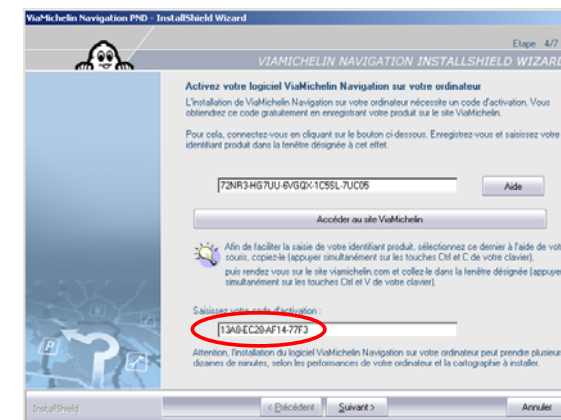 ViaMichelin Navigation PND - InstallShield Wizard
Etape 4/7
VIAMICHELIN NAVIGATION INSTALLSHIELD WIZARD
Activez votre logiciel ViaMichelin Navigation sur votre ordinateur
L'installation de ViaMichelin Navigation sur votre ordinateur nécessite un code d'activation. Vous
obtiendrez ce code gratuitement en enregistrant votre produit sur le site ViaMichelin.
Pour cela, connectez-vous en cliquant sur le bouton ci-dessous. Enregistrez-vous et saisissez votre
identifiant produit dans la fenêtre désignée à cet effet.
72NR3-HG7UU-6VGQX-1C5SL-7UC05
Aide
Accéder au site ViaMichelin
Afin de faciliter la saisie de votre identifiant produit, sélectionnez ce dernier à l'aide de vot
souris, copiez-le (appuyer simultanément sur les touches Ctrl et C de votre clavier),
puis rendez vous sur le site viamichelin.com et collez-le dans la fenêtre désignée (appuye
simultanément sur les touches Ctrl et V de votre clavier).
Saisissez votre code d'activation :
13A8-EC28-AF14-77F3
Attention, l'installation du logiciel ViaMichelin Navigation sur votre ordinateur peut prendre plusieur
dizaines de minutes, selon les performances de votre ordinateur et la cartographie à installer.
P
InstallShield
< Précédent
Suivant >
Annuler